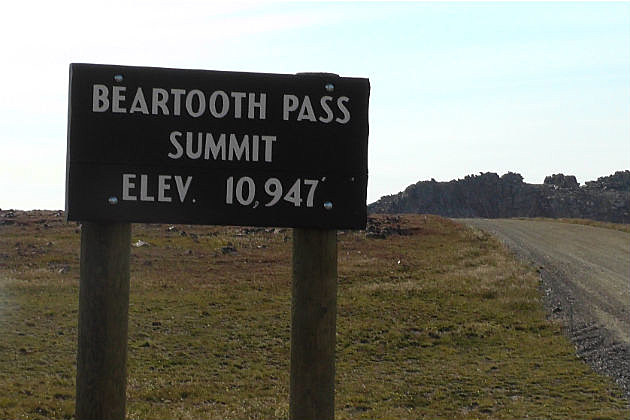 BEARTOOTH PASS
SUMMIT
ELEV. 10,947'